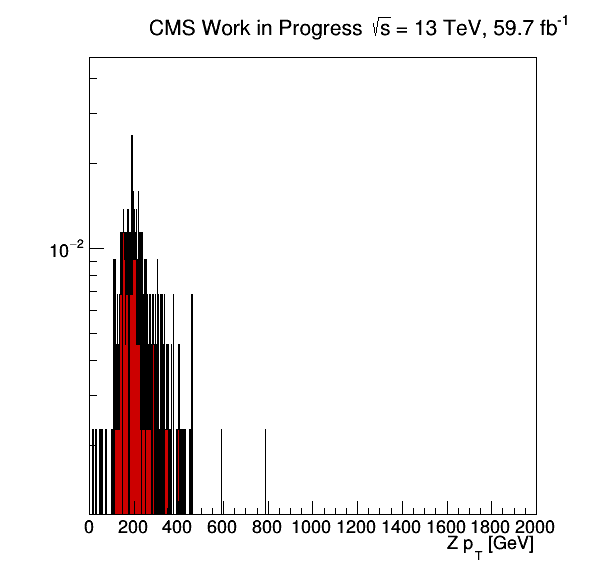 CMS Work in Progress √s = 13 TeV, 59.7 fb⁻¹
10⁻²
0 200 400 600 800 1000 1200 1400 1600 1800 2000
Z p_T [GeV]